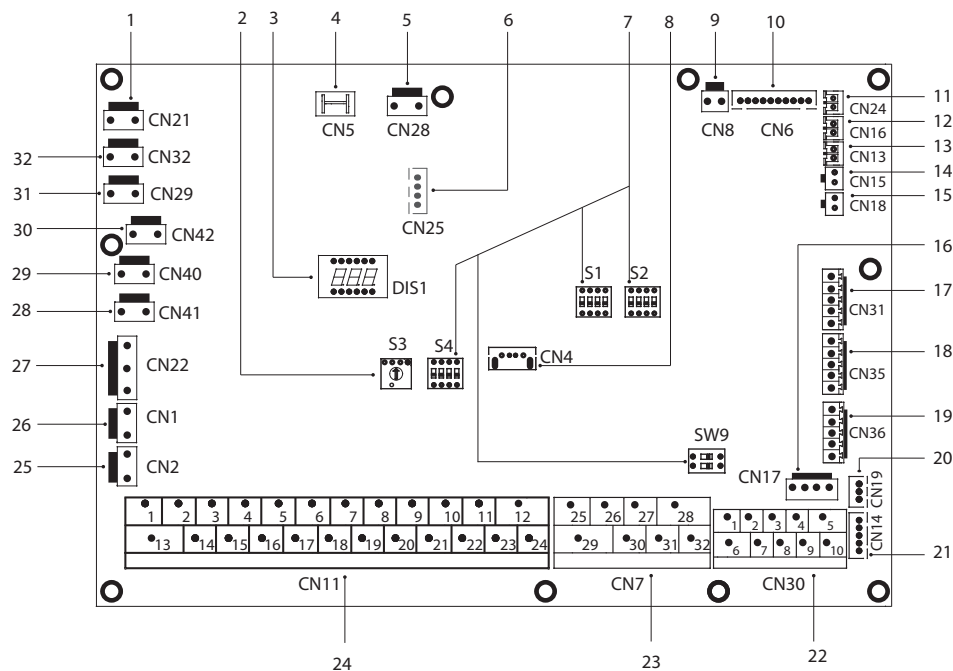 1 2 3 4 5 6 7 8 9 10
CN21 CN5 CN28 CN8 CN6 CN24 11
CN16 12
CN32 CN13 13
32
CN15 14
31 CN29
CN18 15
CN25
30 CN42
16
29 CN40
DIS1 S1 S2
CN31 17
28 CN41
S3 S4 CN4
27 CN22
CN35 18
26 CN1
CN36 19
SW9
25 CN2
CN17 CN19 20
1 2 3 4 5 6 7 8 9 10 11 12 25 26 27 28 1 2 3 4 5
13 14 15 16 17 18 19 20 21 22 23 24 29 30 31 32 6 7 8 9 10
CN14 21
CN11 CN7 CN30
24 23 22